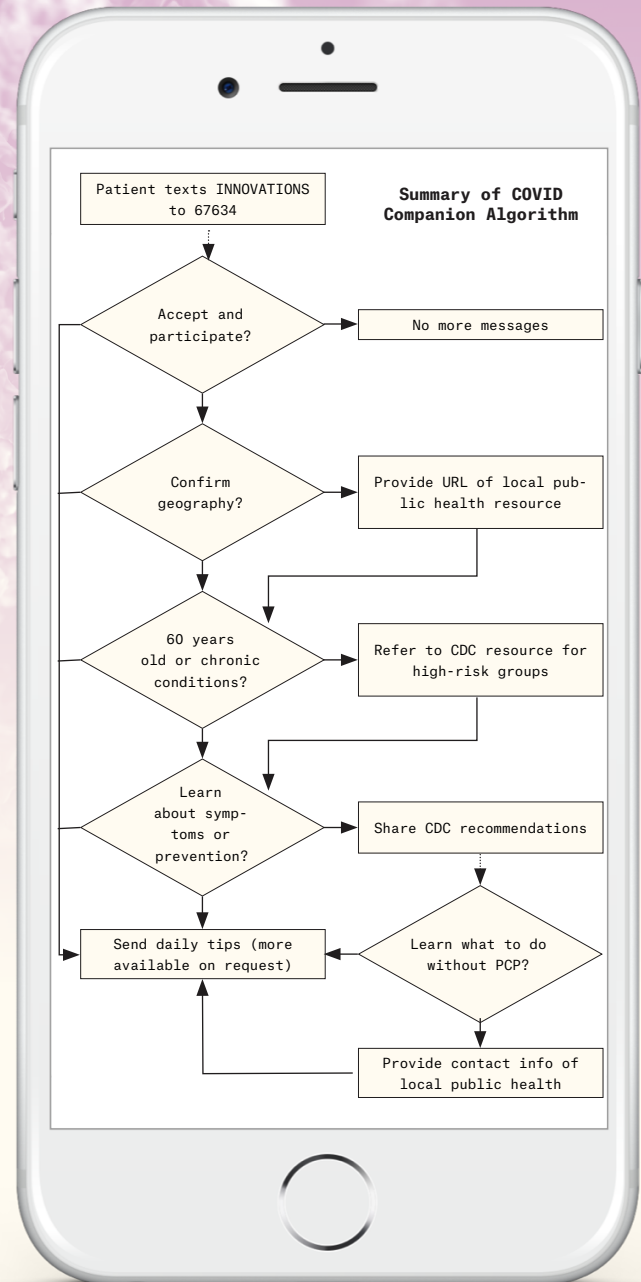 Patient texts INNOVATIONS
to 67634
Summary of COVID
Companion Algorithm
Accept and
participate?
No more messages
Confirm
geography?
Provide URL of local pub-
lic health resource
60 years
old or chronic
conditions?
Refer to CDC resource for
high-risk groups
Learn
about symp-
toms or
prevention?
Share CDC recommendations
Send daily tips (more
available on request)
Learn what to do
without PCP?
Provide contact info of
local public health